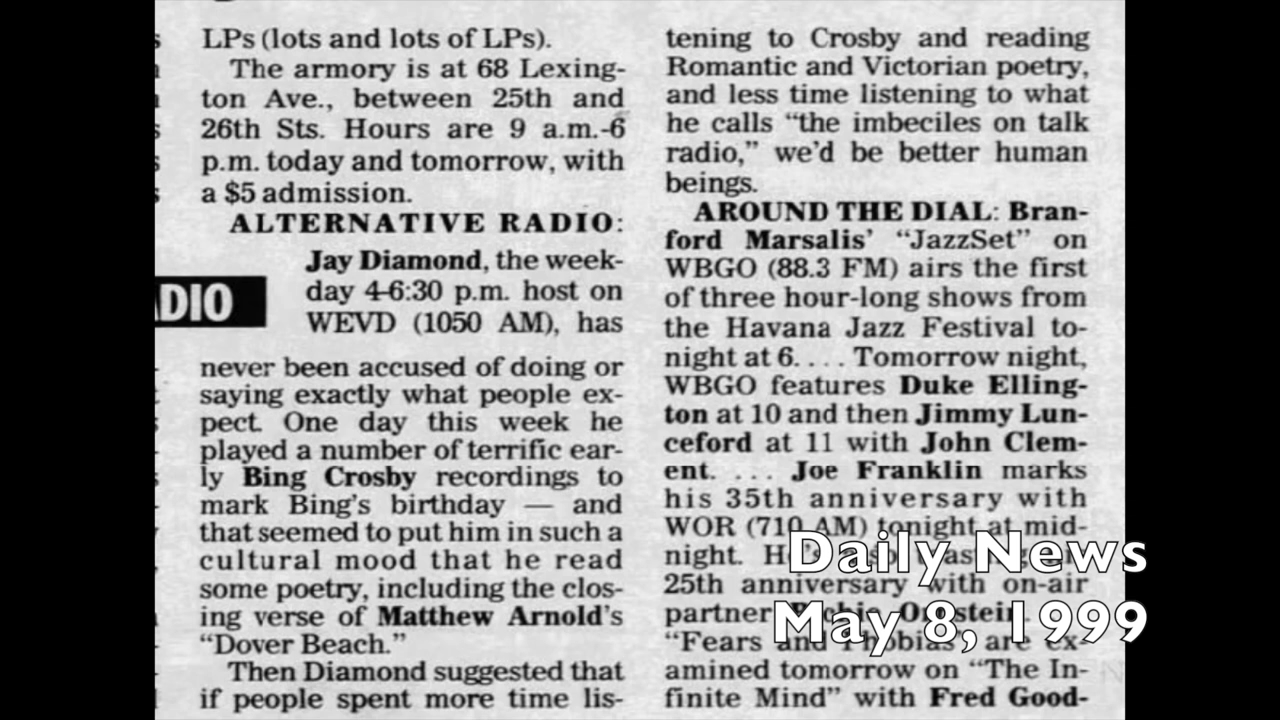 LPs (lots and lots of LPs).
The armory is at 68 Lexing-
ton Ave., between 25th and
26th Sts. Hours are 9 a.m.-6
p.m. today and tomorrow, with
a $5 admission.
ALTERNATIVE RADIO:
Jay Diamond, the week-
day 4-6:30 p.m. host on
WEVD (1050 AM), has
never been accused of doing or
saying exactly what people ex-
pect. One day this week he
played a number of terrific ear-
ly Bing Crosby recordings to
mark Bing's birthday — and
that seemed to put him in such a
cultural mood that he read
some poetry, including the clos-
ing verse of Matthew Arnold's
"Dover Beach."
Then Diamond suggested that
if people spent more time lis-
tening to Crosby and reading
Romantic and Victorian poetry,
and less time listening to what
he calls "the imbeciles on talk
radio," we'd be better human
beings.
AROUND THE DIAL: Bran-
ford Marsalis' "JazzSet" on
WBGO (88.3 FM) airs the first
of three hour-long shows from
the Havana Jazz Festival to-
night at 6. . . . Tomorrow night,
WBGO features Duke Elling-
ton at 10 and then Jimmy Lun-
ceford at 11 with John Clem-
ent. . . . Joe Franklin marks
his 35th anniversary with
WOR (710 AM) tonight at mid-
night.
25th anniversary with on-air
partner
"Fears and Phobias" are ex-
amined tomorrow on "The In-
finite Mind" with Fred Good-
DIO
Daily News
May 8, 1999